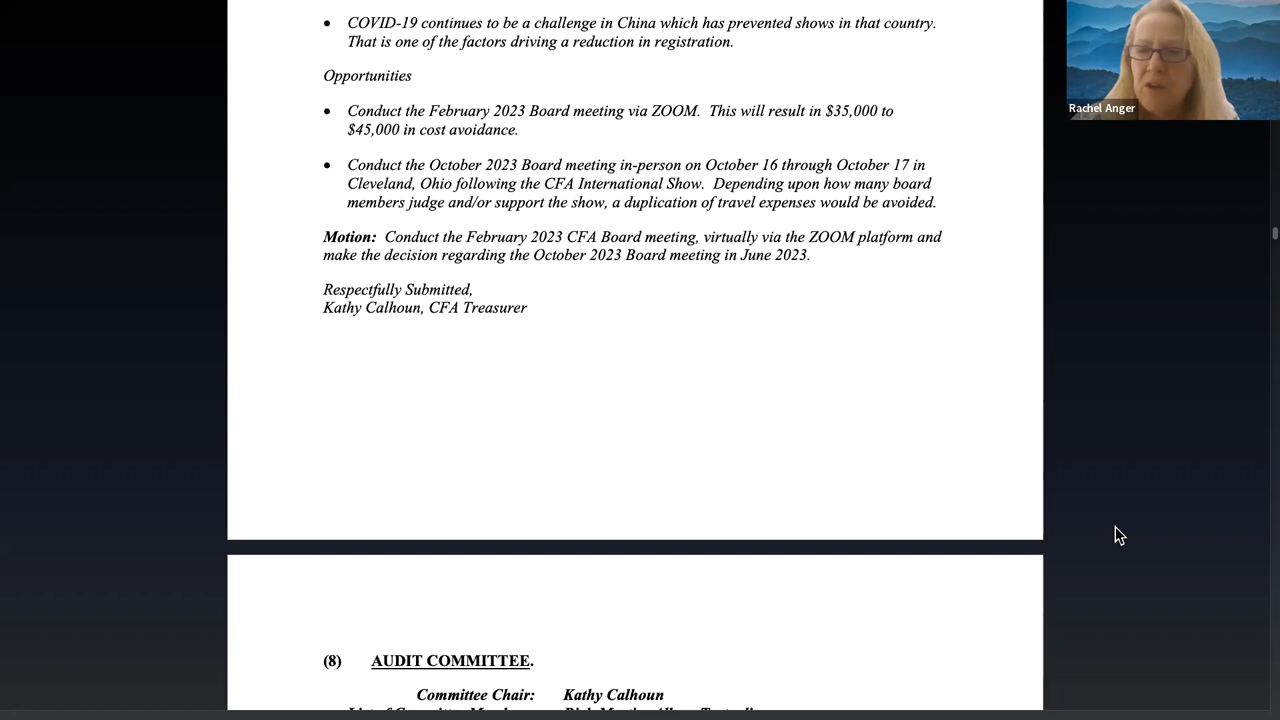 • COVID-19 continues to be a challenge in China which has prevented shows in that country.
That is one of the factors driving a reduction in registration.
Opportunities
• Conduct the February 2023 Board meeting via ZOOM. This will result in $35,000 to
$45,000 in cost avoidance.
• Conduct the October 2023 Board meeting in-person on October 16 through October 17 in
Cleveland, Ohio following the CFA International Show. Depending upon how many board
members judge and/or support the show, a duplication of travel expenses would be avoided.
Motion: Conduct the February 2023 CFA Board meeting, virtually via the ZOOM platform and
make the decision regarding the October 2023 Board meeting in June 2023.
Respectfully Submitted,
Kathy Calhoun, CFA Treasurer
(8) AUDIT COMMITTEE.
Committee Chair: Kathy Calhoun
Rachel Anger